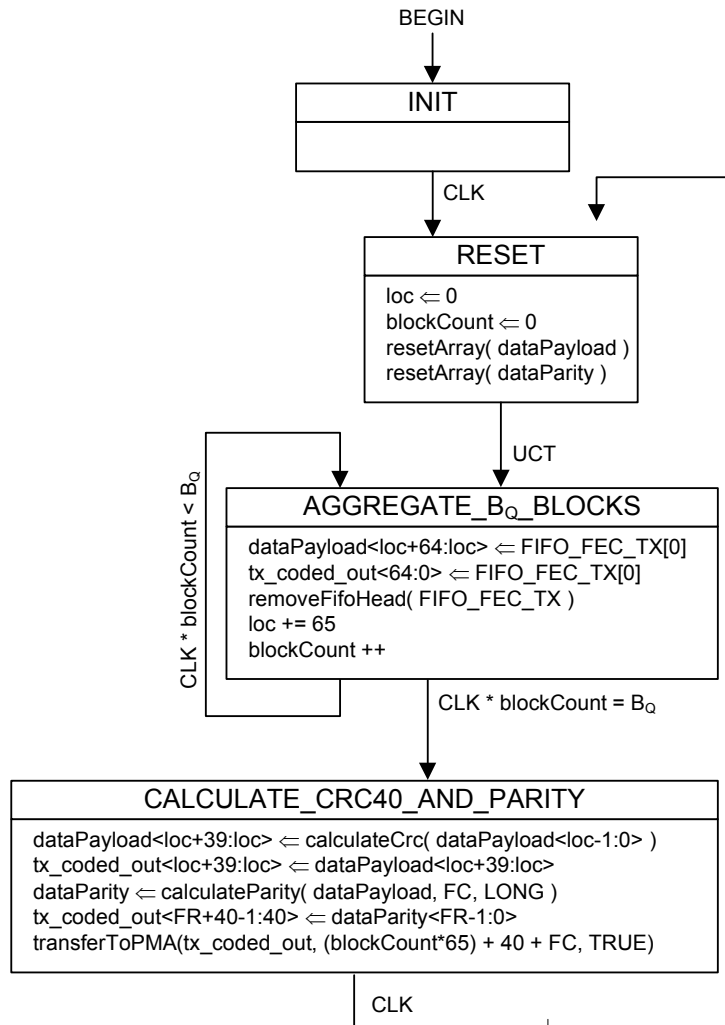 BEGIN
INIT
CLK
RESET
loc ⇐ 0
blockCount ⇐ 0
resetArray( dataPayload )
resetArray( dataParity )
UCT
CLK * blockCount < BQ
AGGREGATE_BQ_BLOCKS
dataPayload<loc+64:loc> ⇐ FIFO_FEC_TX[0]
tx_coded_out<64:0> ⇐ FIFO_FEC_TX[0]
removeFifoHead( FIFO_FEC_TX )
loc += 65
blockCount ++
CLK * blockCount = BQ
CALCULATE_CRC40_AND_PARITY
dataPayload<loc+39:loc> ⇐ calculateCrc( dataPayload<loc-1:0> )
tx_coded_out<loc+39:loc> ⇐ dataPayload<loc+39:loc>
dataParity ⇐ calculateParity( dataPayload, FC, LONG )
tx_coded_out<FR+40-1:40> ⇐ dataParity<FR-1:0>
transferToPMA(tx_coded_out, (blockCount*65) + 40 + FC, TRUE)
CLK